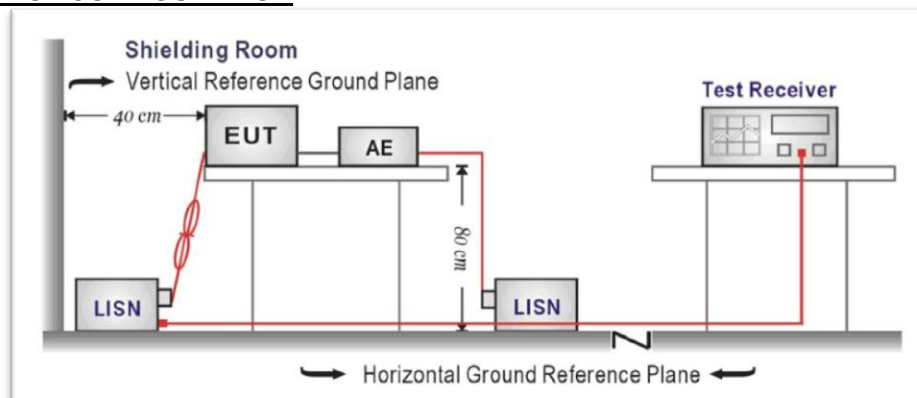 Shielding Room
Vertical Reference Ground Plane
Test Receiver
40 cm
EUT
AE
80 cm
LISN
LISN
Horizontal Ground Reference Plane